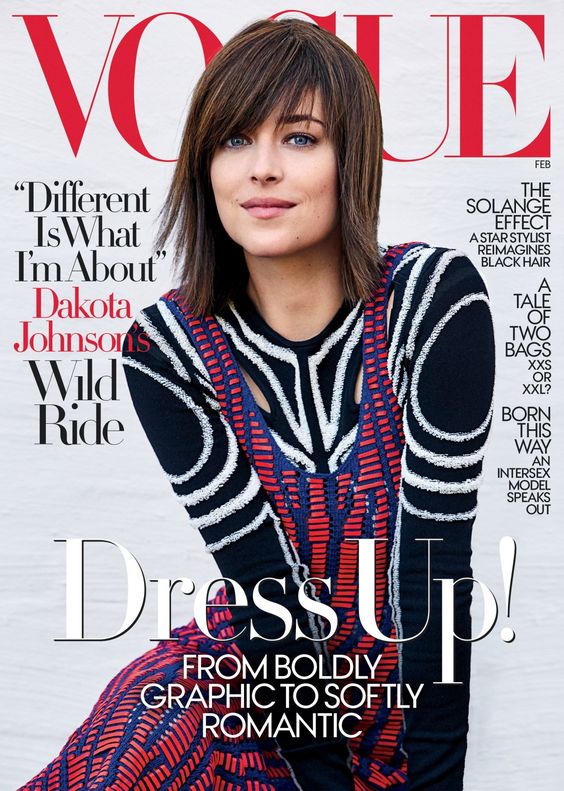 VOGUE
FEB
“Different
Is What
I’m About”
Dakota
Johnson’s
Wild
Ride
THE
SOLANGE
EFFECT
A STAR STYLIST
REIMAGINES
BLACK HAIR
A
TALE
OF
TWO
BAGS
XXS
OR
XXL?
BORN
THIS
WAY
AN
INTERSEX
MODEL
SPEAKS
OUT
Dress Up!
FROM BOLDLY
GRAPHIC TO SOFTLY
ROMANTIC